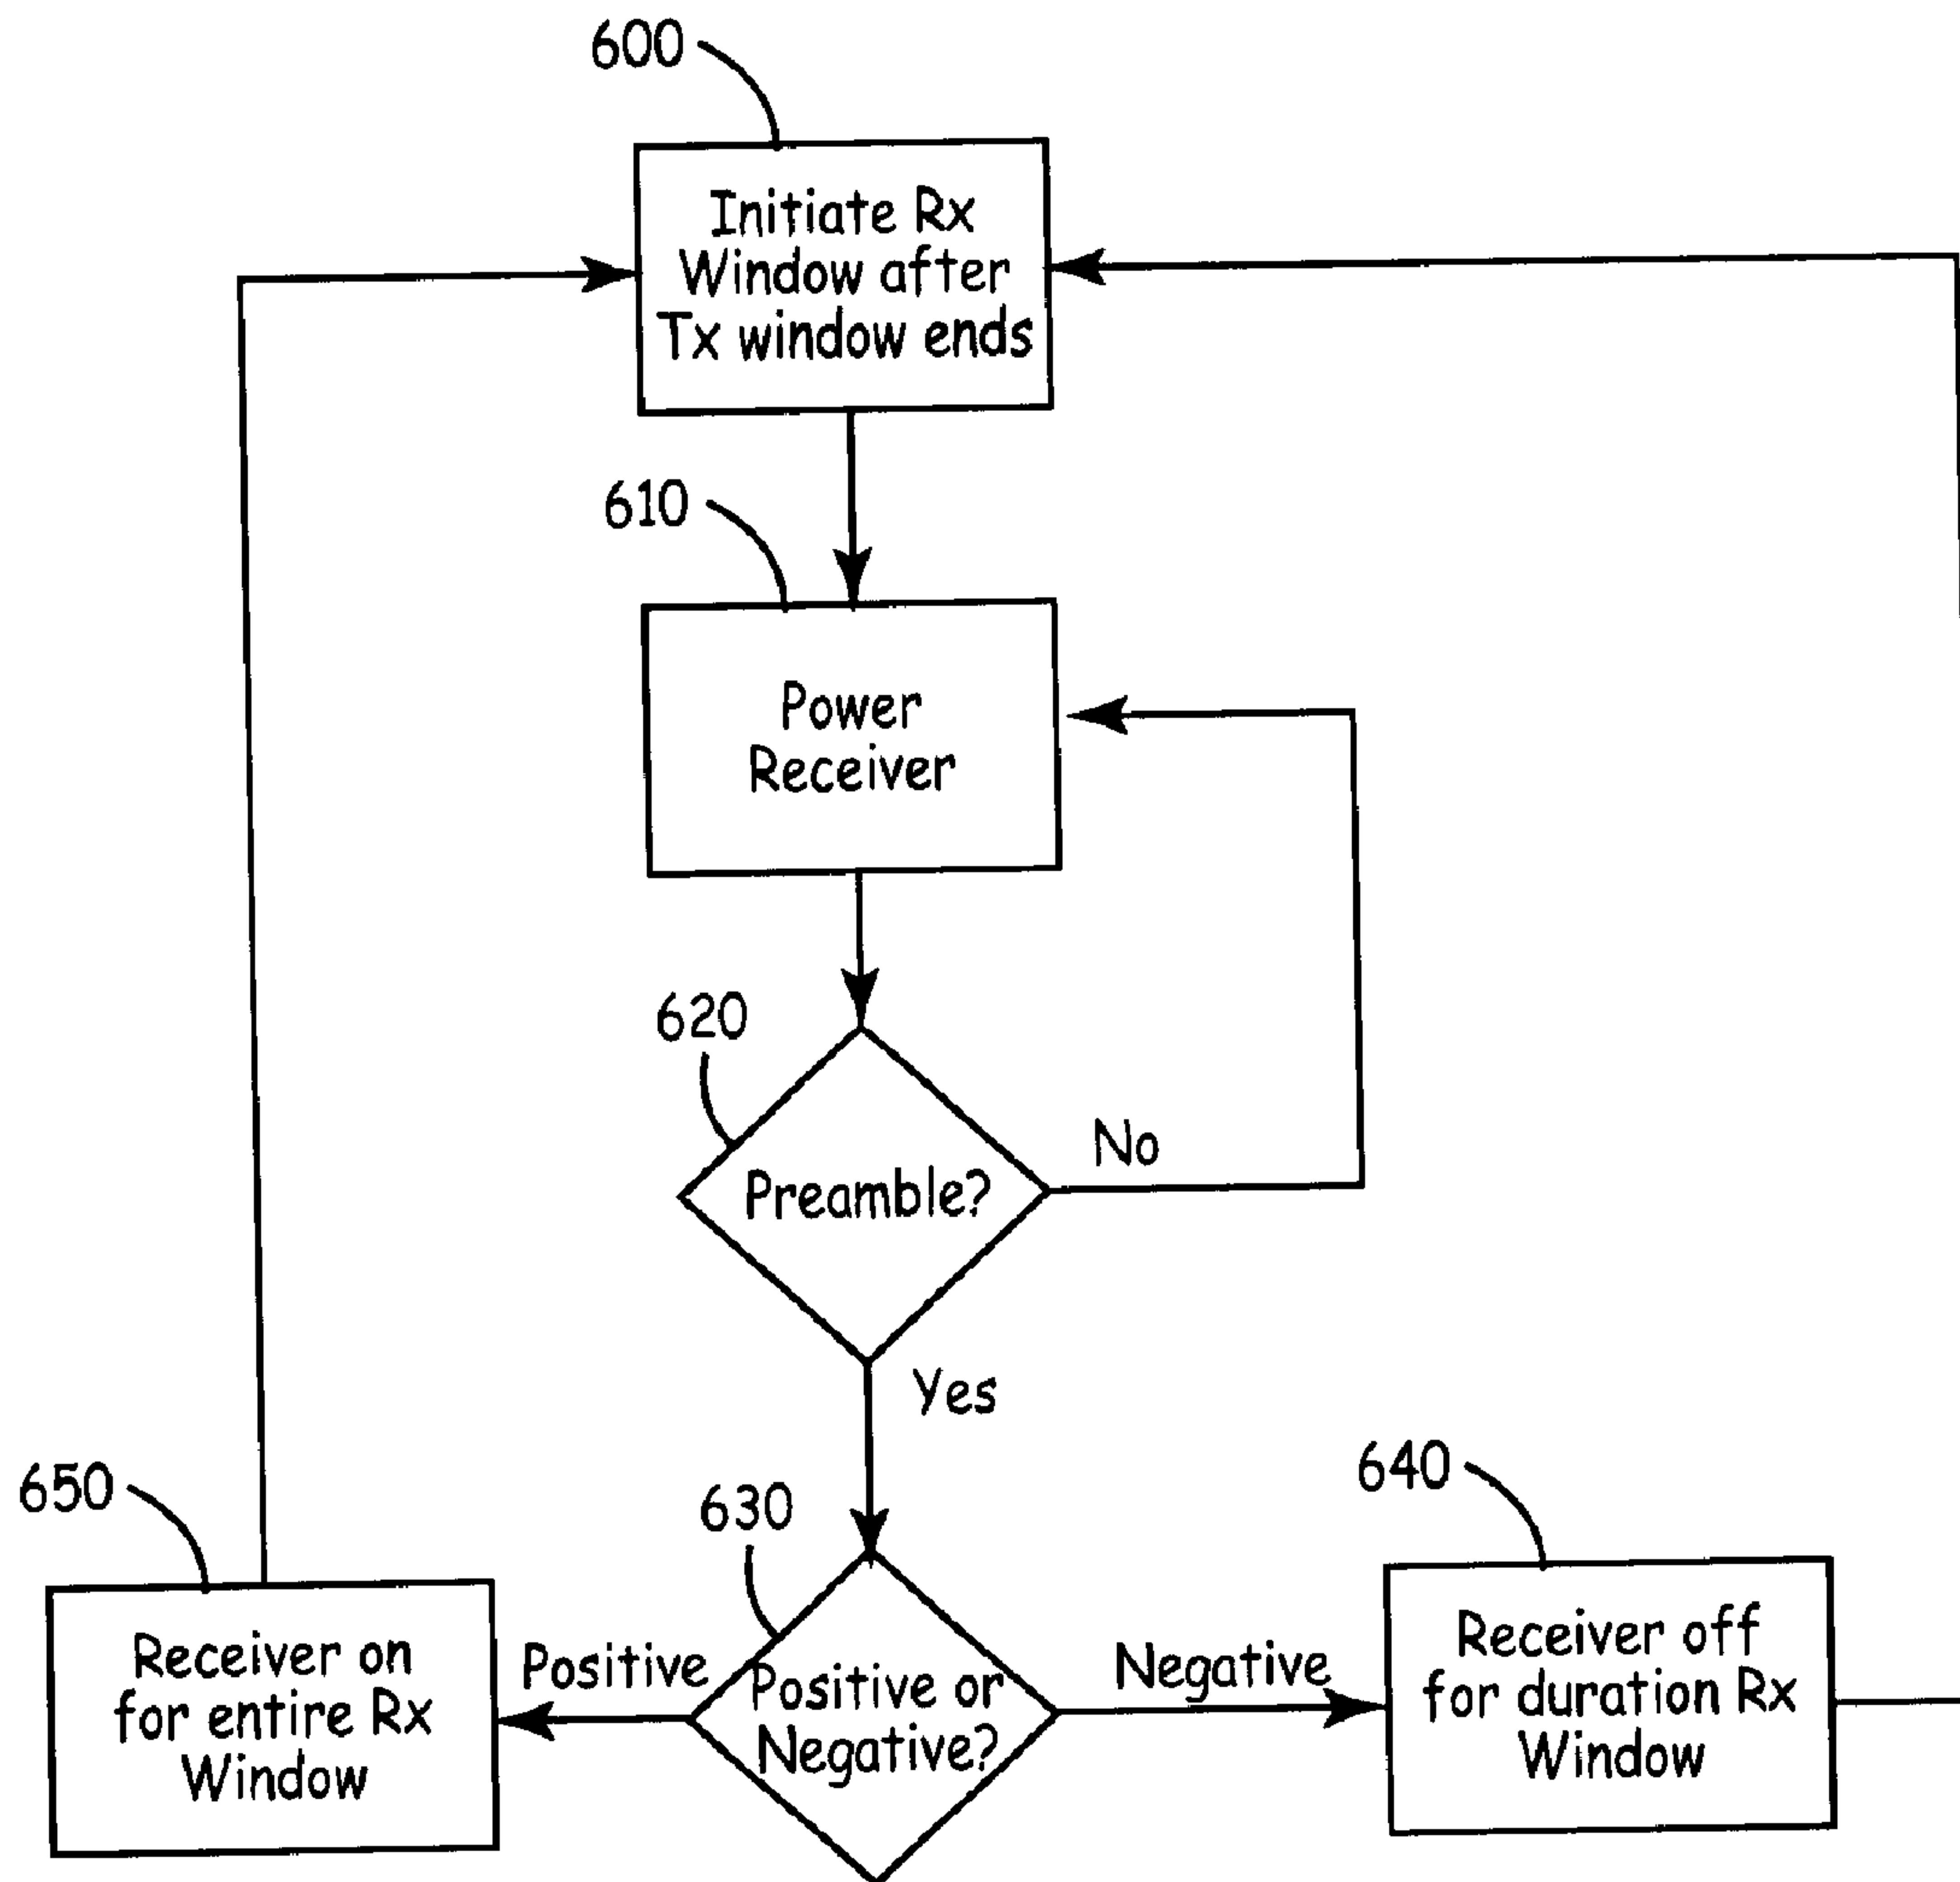 600
Initiate Rx
Window after
Tx window ends
610
Power
Receiver
620
Preamble?
No
Yes
650
630
640
Receiver on
for entire Rx
Window
Positive
Positive or
Negative?
Negative
Receiver off
for duration Rx
Window